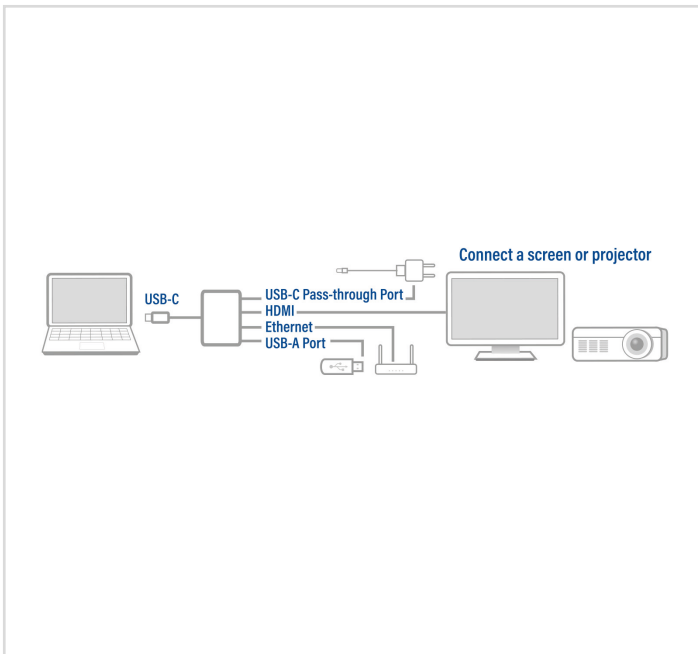 Connect a screen or projector
USB-C
USB-C Pass-through Port
HDMI
Ethernet
USB-A Port